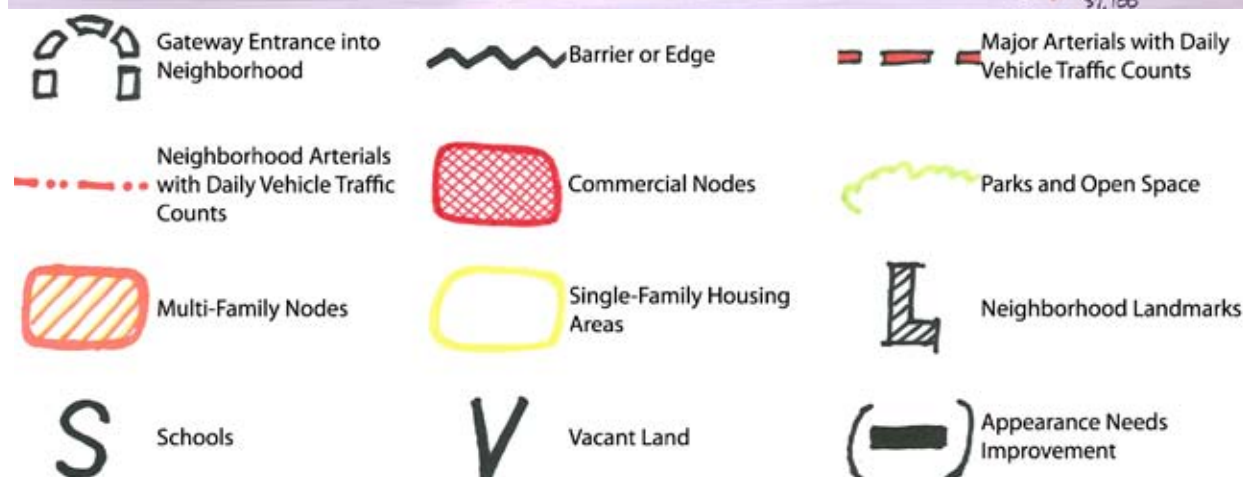 Gateway Entrance into
Neighborhood
Barrier or Edge
Major Arterials with Daily
Vehicle Traffic Counts
Neighborhood Arterials
with Daily Vehicle Traffic
Counts
Commercial Nodes
Parks and Open Space
Multi-Family Nodes
Single-Family Housing
Areas
L
Neighborhood Landmarks
S
Schools
V
Vacant Land
Appearance Needs
Improvement